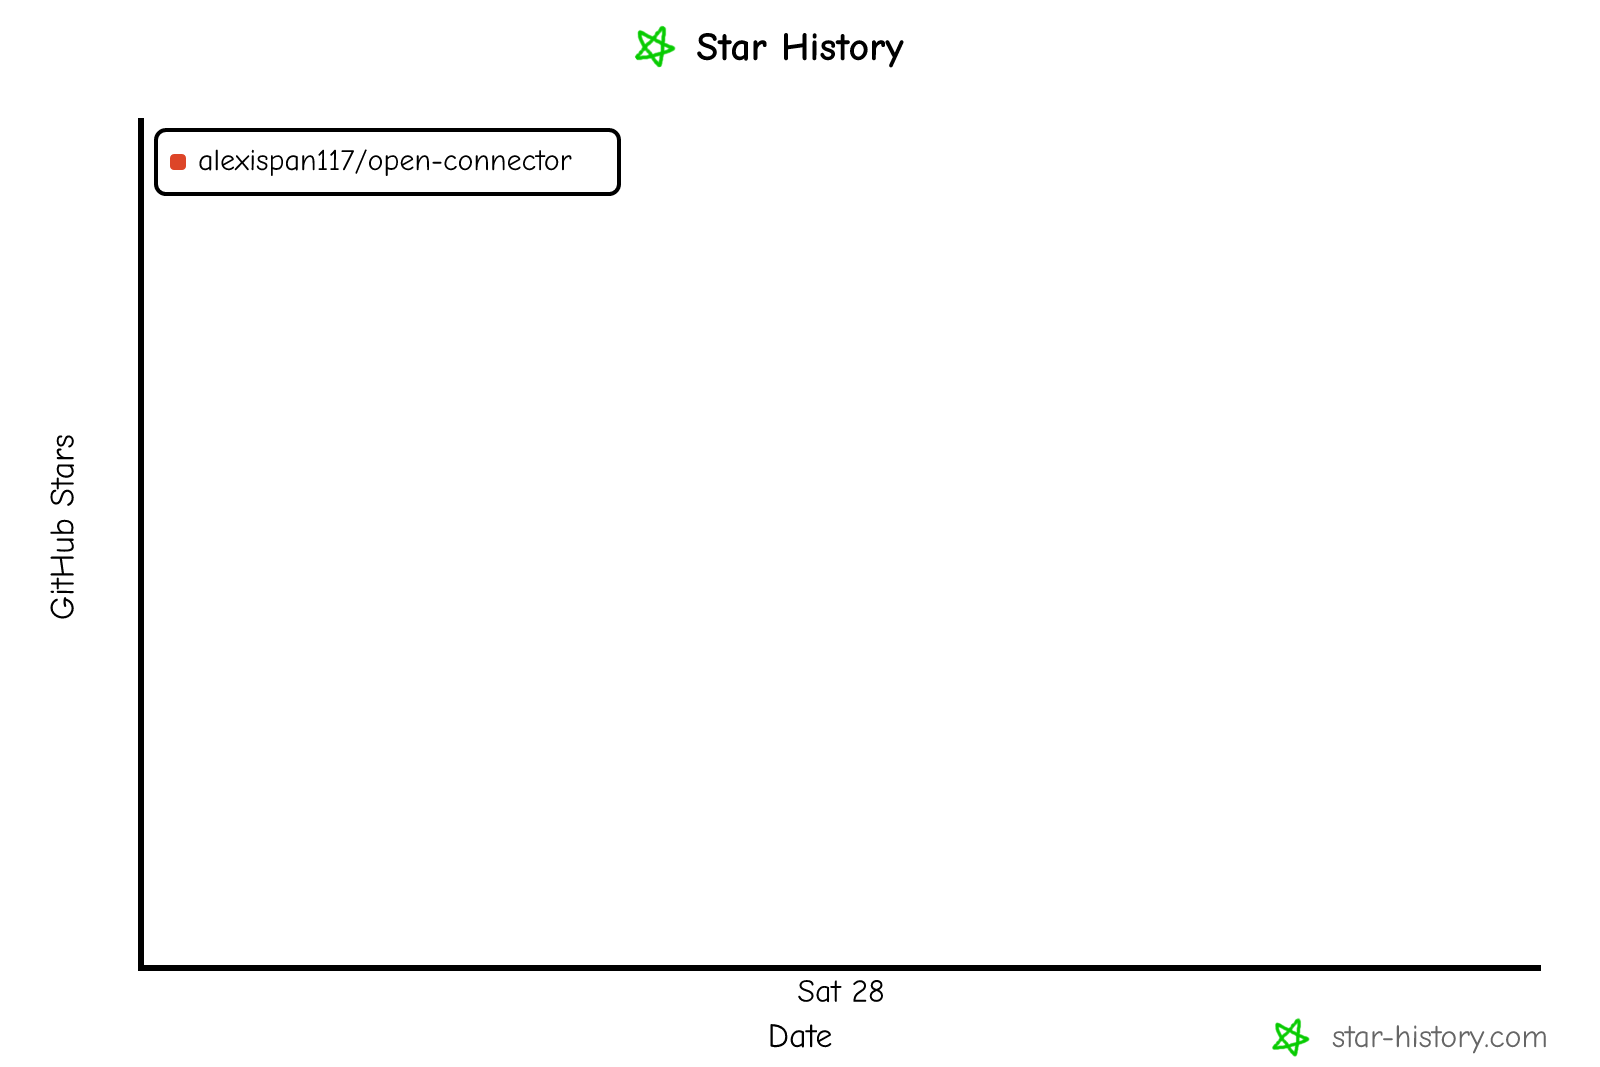 Star History
alexispan117/open-connector
GitHub Stars
Sat 28
Date
star-history.com